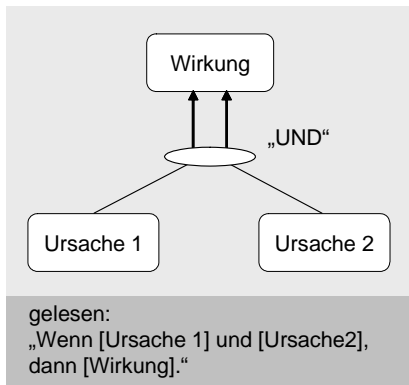 Wirkung
„UND“
Ursache 1
Ursache 2
gelesen:
„Wenn [Ursache 1] und [Ursache2],
dann [Wirkung].“